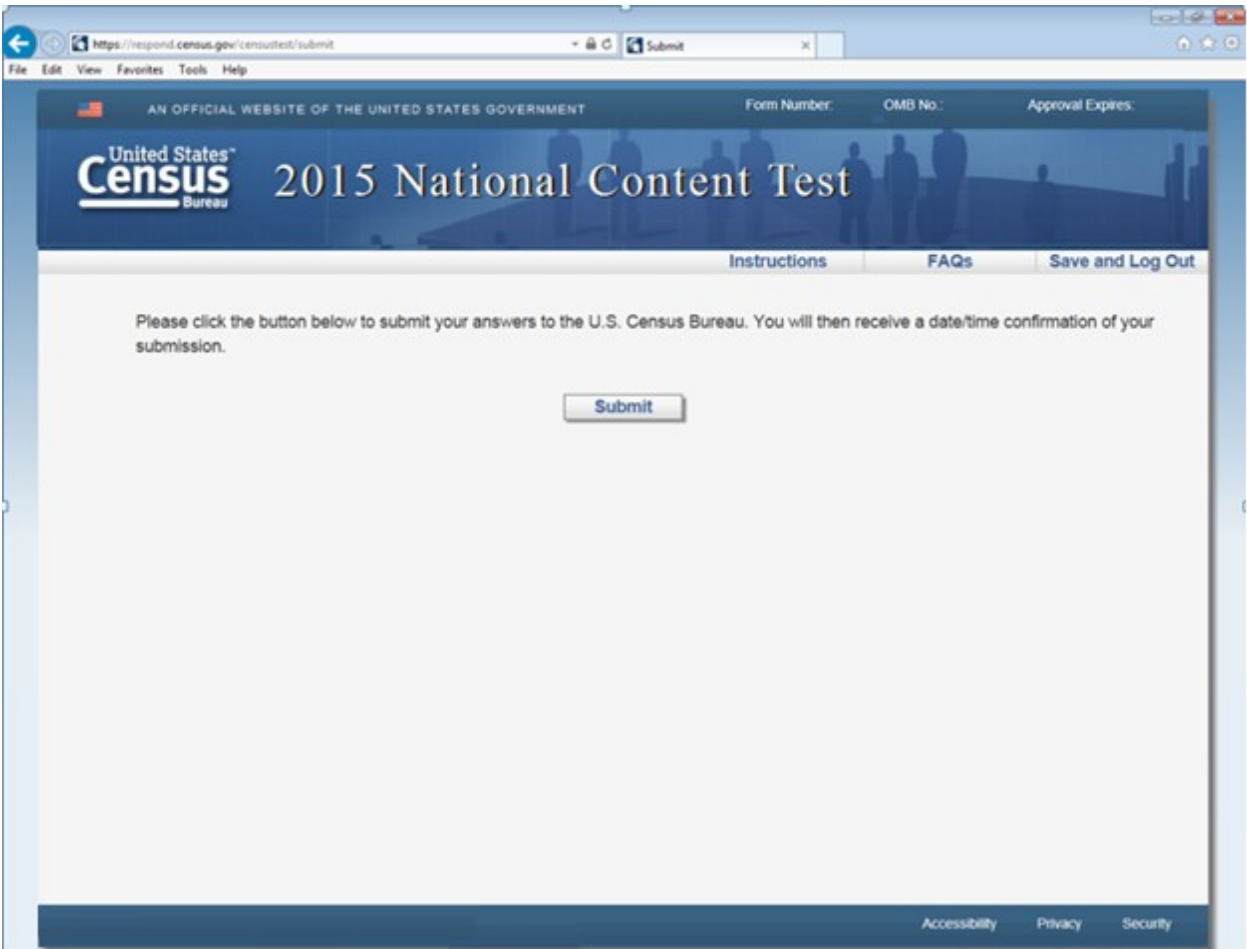 https://respond.census.gov/censustest/submit
Submit
File Edit View Favorites Tools Help
AN OFFICIAL WEBSITE OF THE UNITED STATES GOVERNMENT
Form Number: OMB No.: Approval Expires:
United States™
Census
Bureau
2015 National Content Test
Instructions FAQs Save and Log Out
Please click the button below to submit your answers to the U.S. Census Bureau. You will then receive a date/time confirmation of your
submission.
Submit
Accessibility Privacy Security